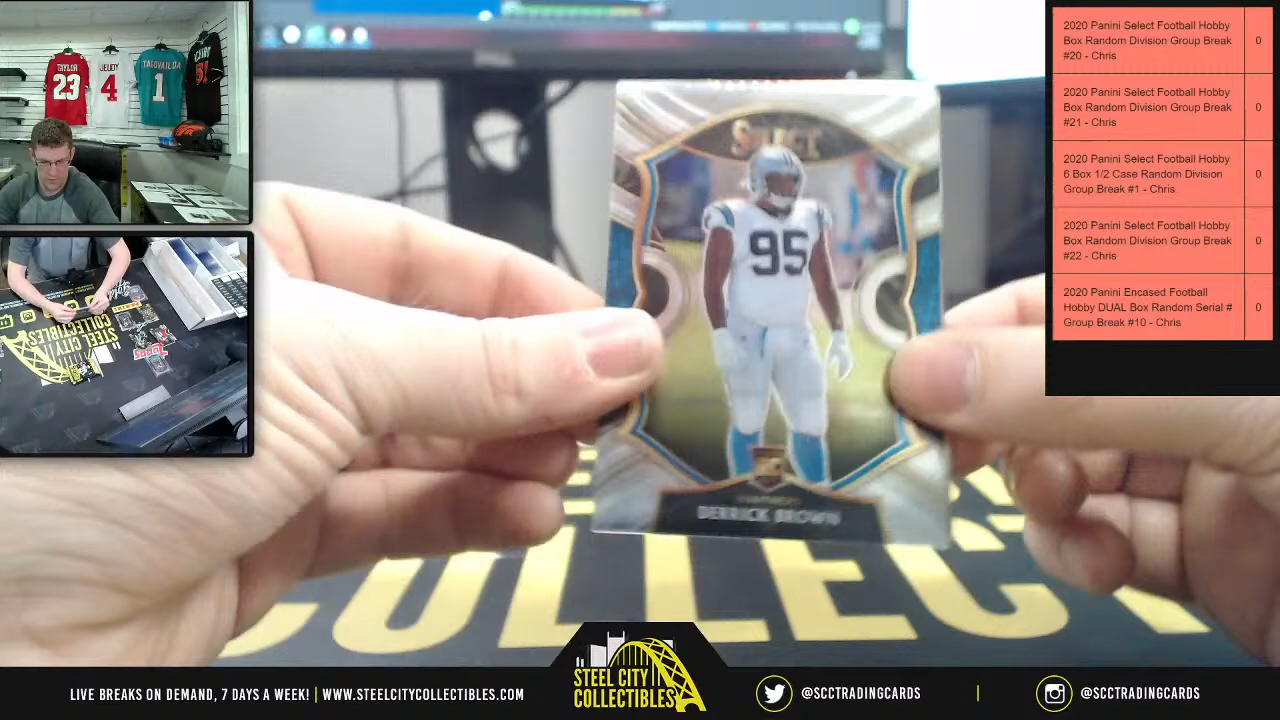 TAYLOR
23
JEUDY
4
TAGOVAILOA
1
51
SELECT
95
DERRICK BROWN
COLLECT
COLLECTIBLES
2020 Panini Select Football Hobby
Box Random Division Group Break 0
#20 - Chris
2020 Panini Select Football Hobby
Box Random Division Group Break 0
#21 - Chris
2020 Panini Select Football Hobby
6 Box 1/2 Case Random Division 0
Group Break #1 - Chris
2020 Panini Select Football Hobby
Box Random Division Group Break 0
#22 - Chris
2020 Panini Encased Football
Hobby DUAL Box Random Serial # 0
Group Break #10 - Chris
LIVE BREAKS ON DEMAND, 7 DAYS A WEEK! | WWW.STEELCITYCOLLECTIBLES.COM
STEEL CITY
COLLECTIBLES
@SCCTRADINGCARDS | @SCCTRADINGCARDS